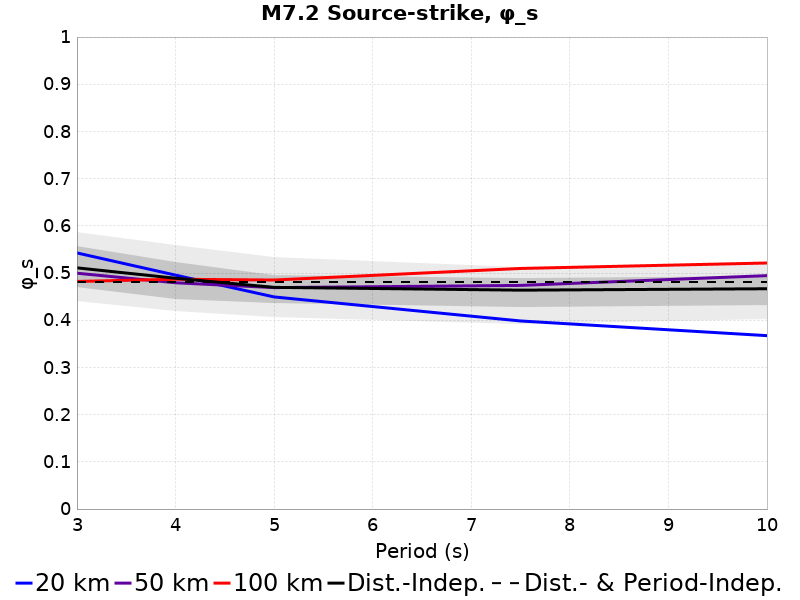 M7.2 Source-strike, φ_s
1
0.9
0.8
0.7
0.6
0.5
0.4
0.3
0.2
0.1
0
φ_s
3 4 5 6 7 8 9 10
Period (s)
20 km 50 km 100 km Dist.-Indep. Dist.- & Period-Indep.